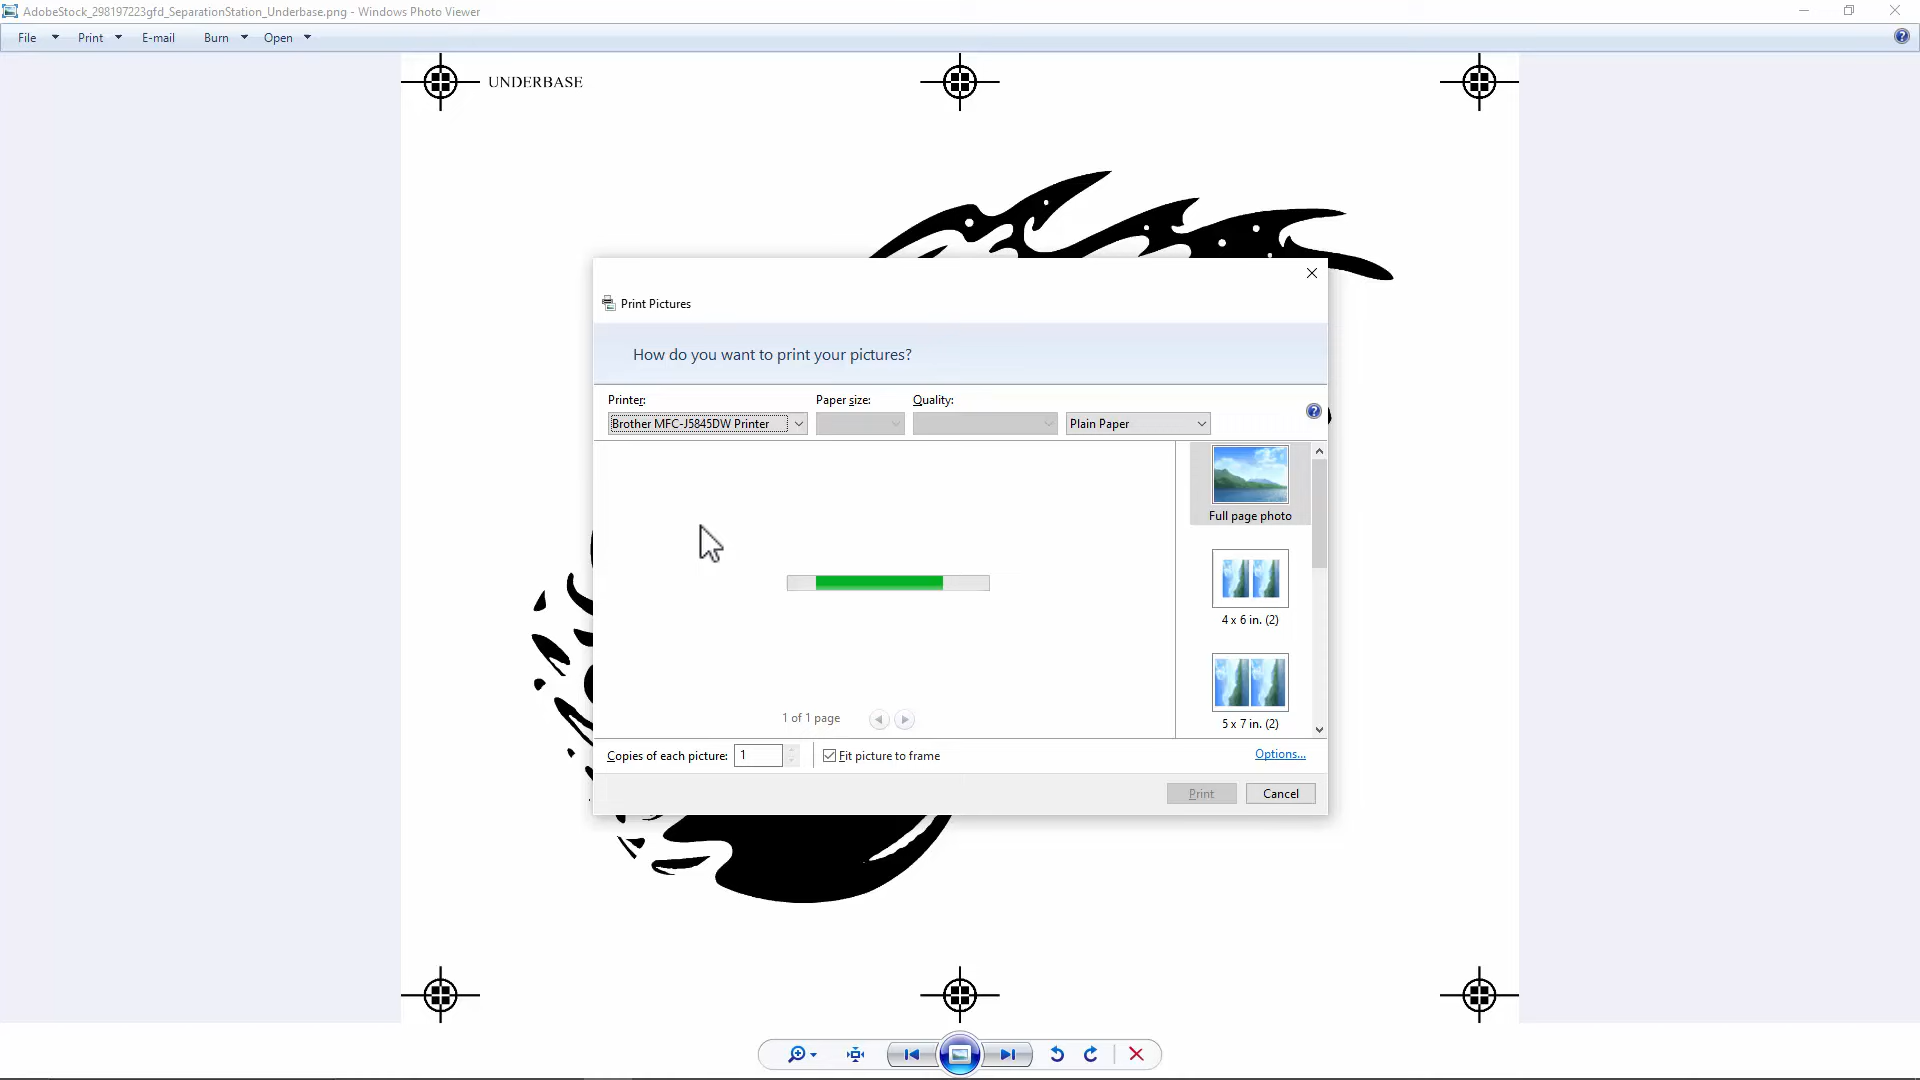 AdobeStock_298197223gfd_SeparationStation_Underbase.png - Windows Photo Viewer
File Print E-mail Burn Open
UNDERBASE
Print Pictures
How do you want to print your pictures?
Printer: Paper size: Quality:
Brother MFC-J5845DW Printer Plain Paper
Full page photo
4 x 6 in. (2)
5 x 7 in. (2)
1 of 1 page
Copies of each picture: 1 Fit picture to frame Options...
Print Cancel